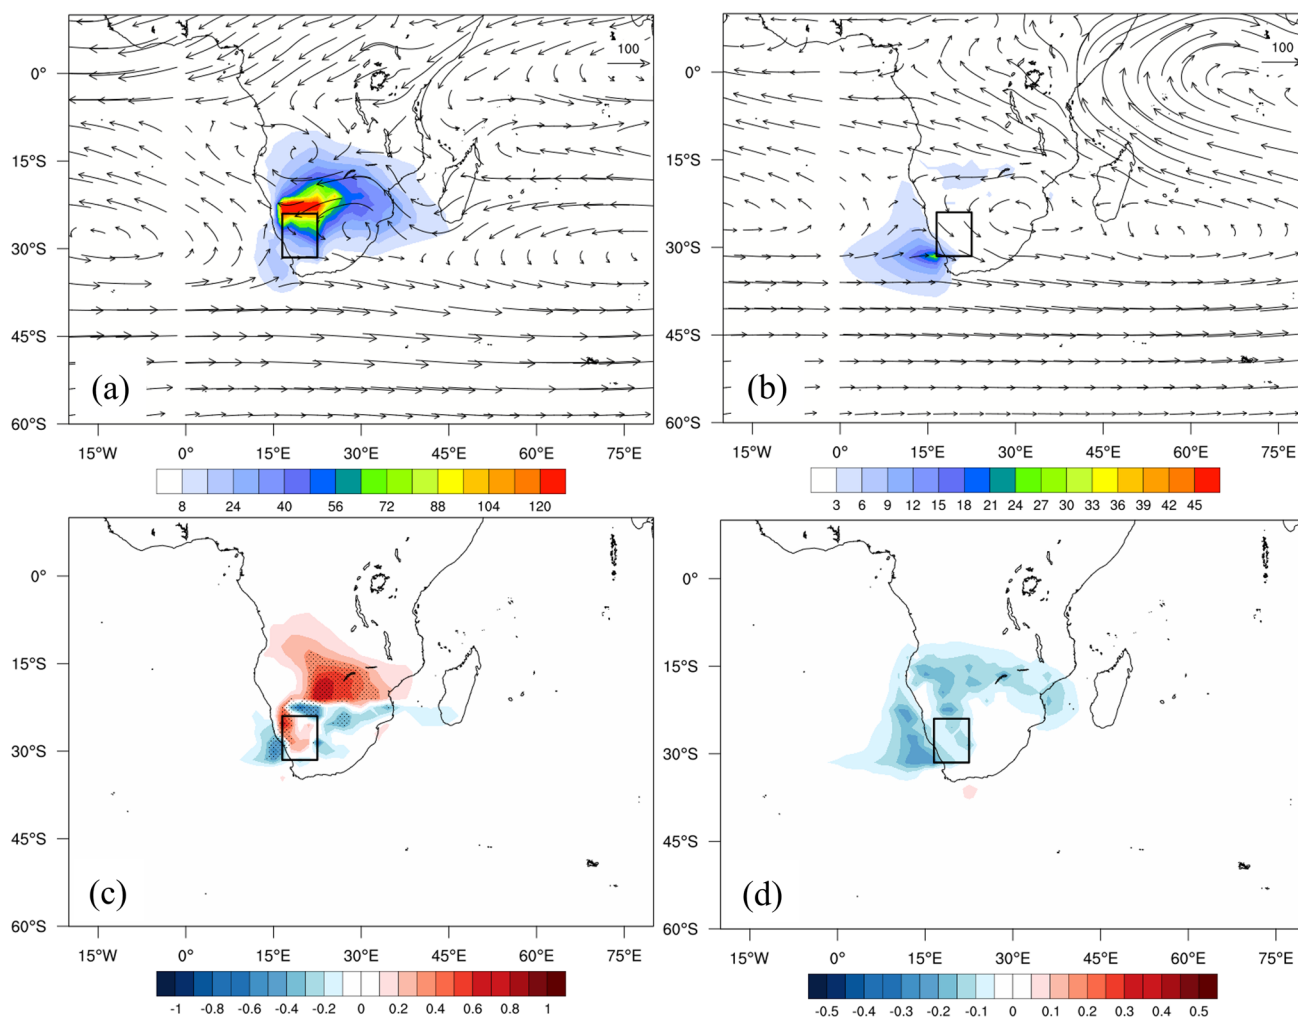 100
100
0°
15°S
30°S
45°S
60°S
(a)
0°
15°S
30°S
45°S
60°S
(b)
15°W 0° 15°E 30°E 45°E 60°E 75°E
15°W 0° 15°E 30°E 45°E 60°E 75°E
8 24 40 56 72 88 104 120
3 6 9 12 15 18 21 24 27 30 33 36 39 42 45
0°
15°S
30°S
45°S
60°S
(c)
0°
15°S
30°S
45°S
60°S
(d)
15°W 0° 15°E 30°E 45°E 60°E 75°E
15°W 0° 15°E 30°E 45°E 60°E 75°E
-1 -0.8 -0.6 -0.4 -0.2 0 0.2 0.4 0.6 0.8 1
-0.5 -0.4 -0.3 -0.2 -0.1 0 0.1 0.2 0.3 0.4 0.5